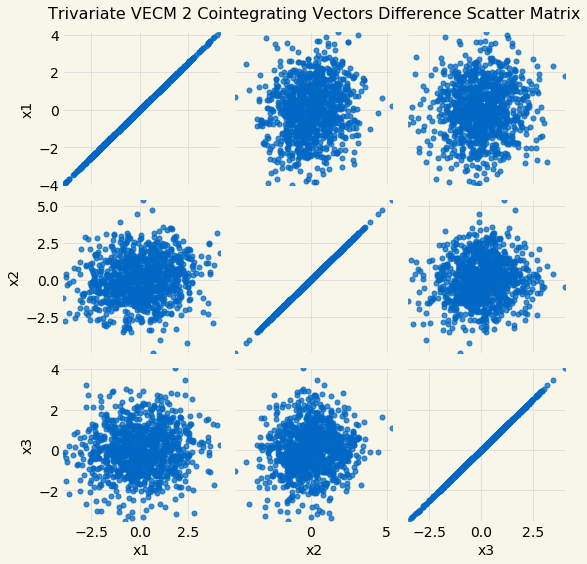 Trivariate VECM 2 Cointegrating Vectors Difference Scatter Matrix
4
2
0
−2
−4
x1
5.0
2.5
0.0
−2.5
x2
4
2
0
−2
x3
−2.5 0.0 2.5 0 5 −2.5 0.0 2.5
x1 x2 x3